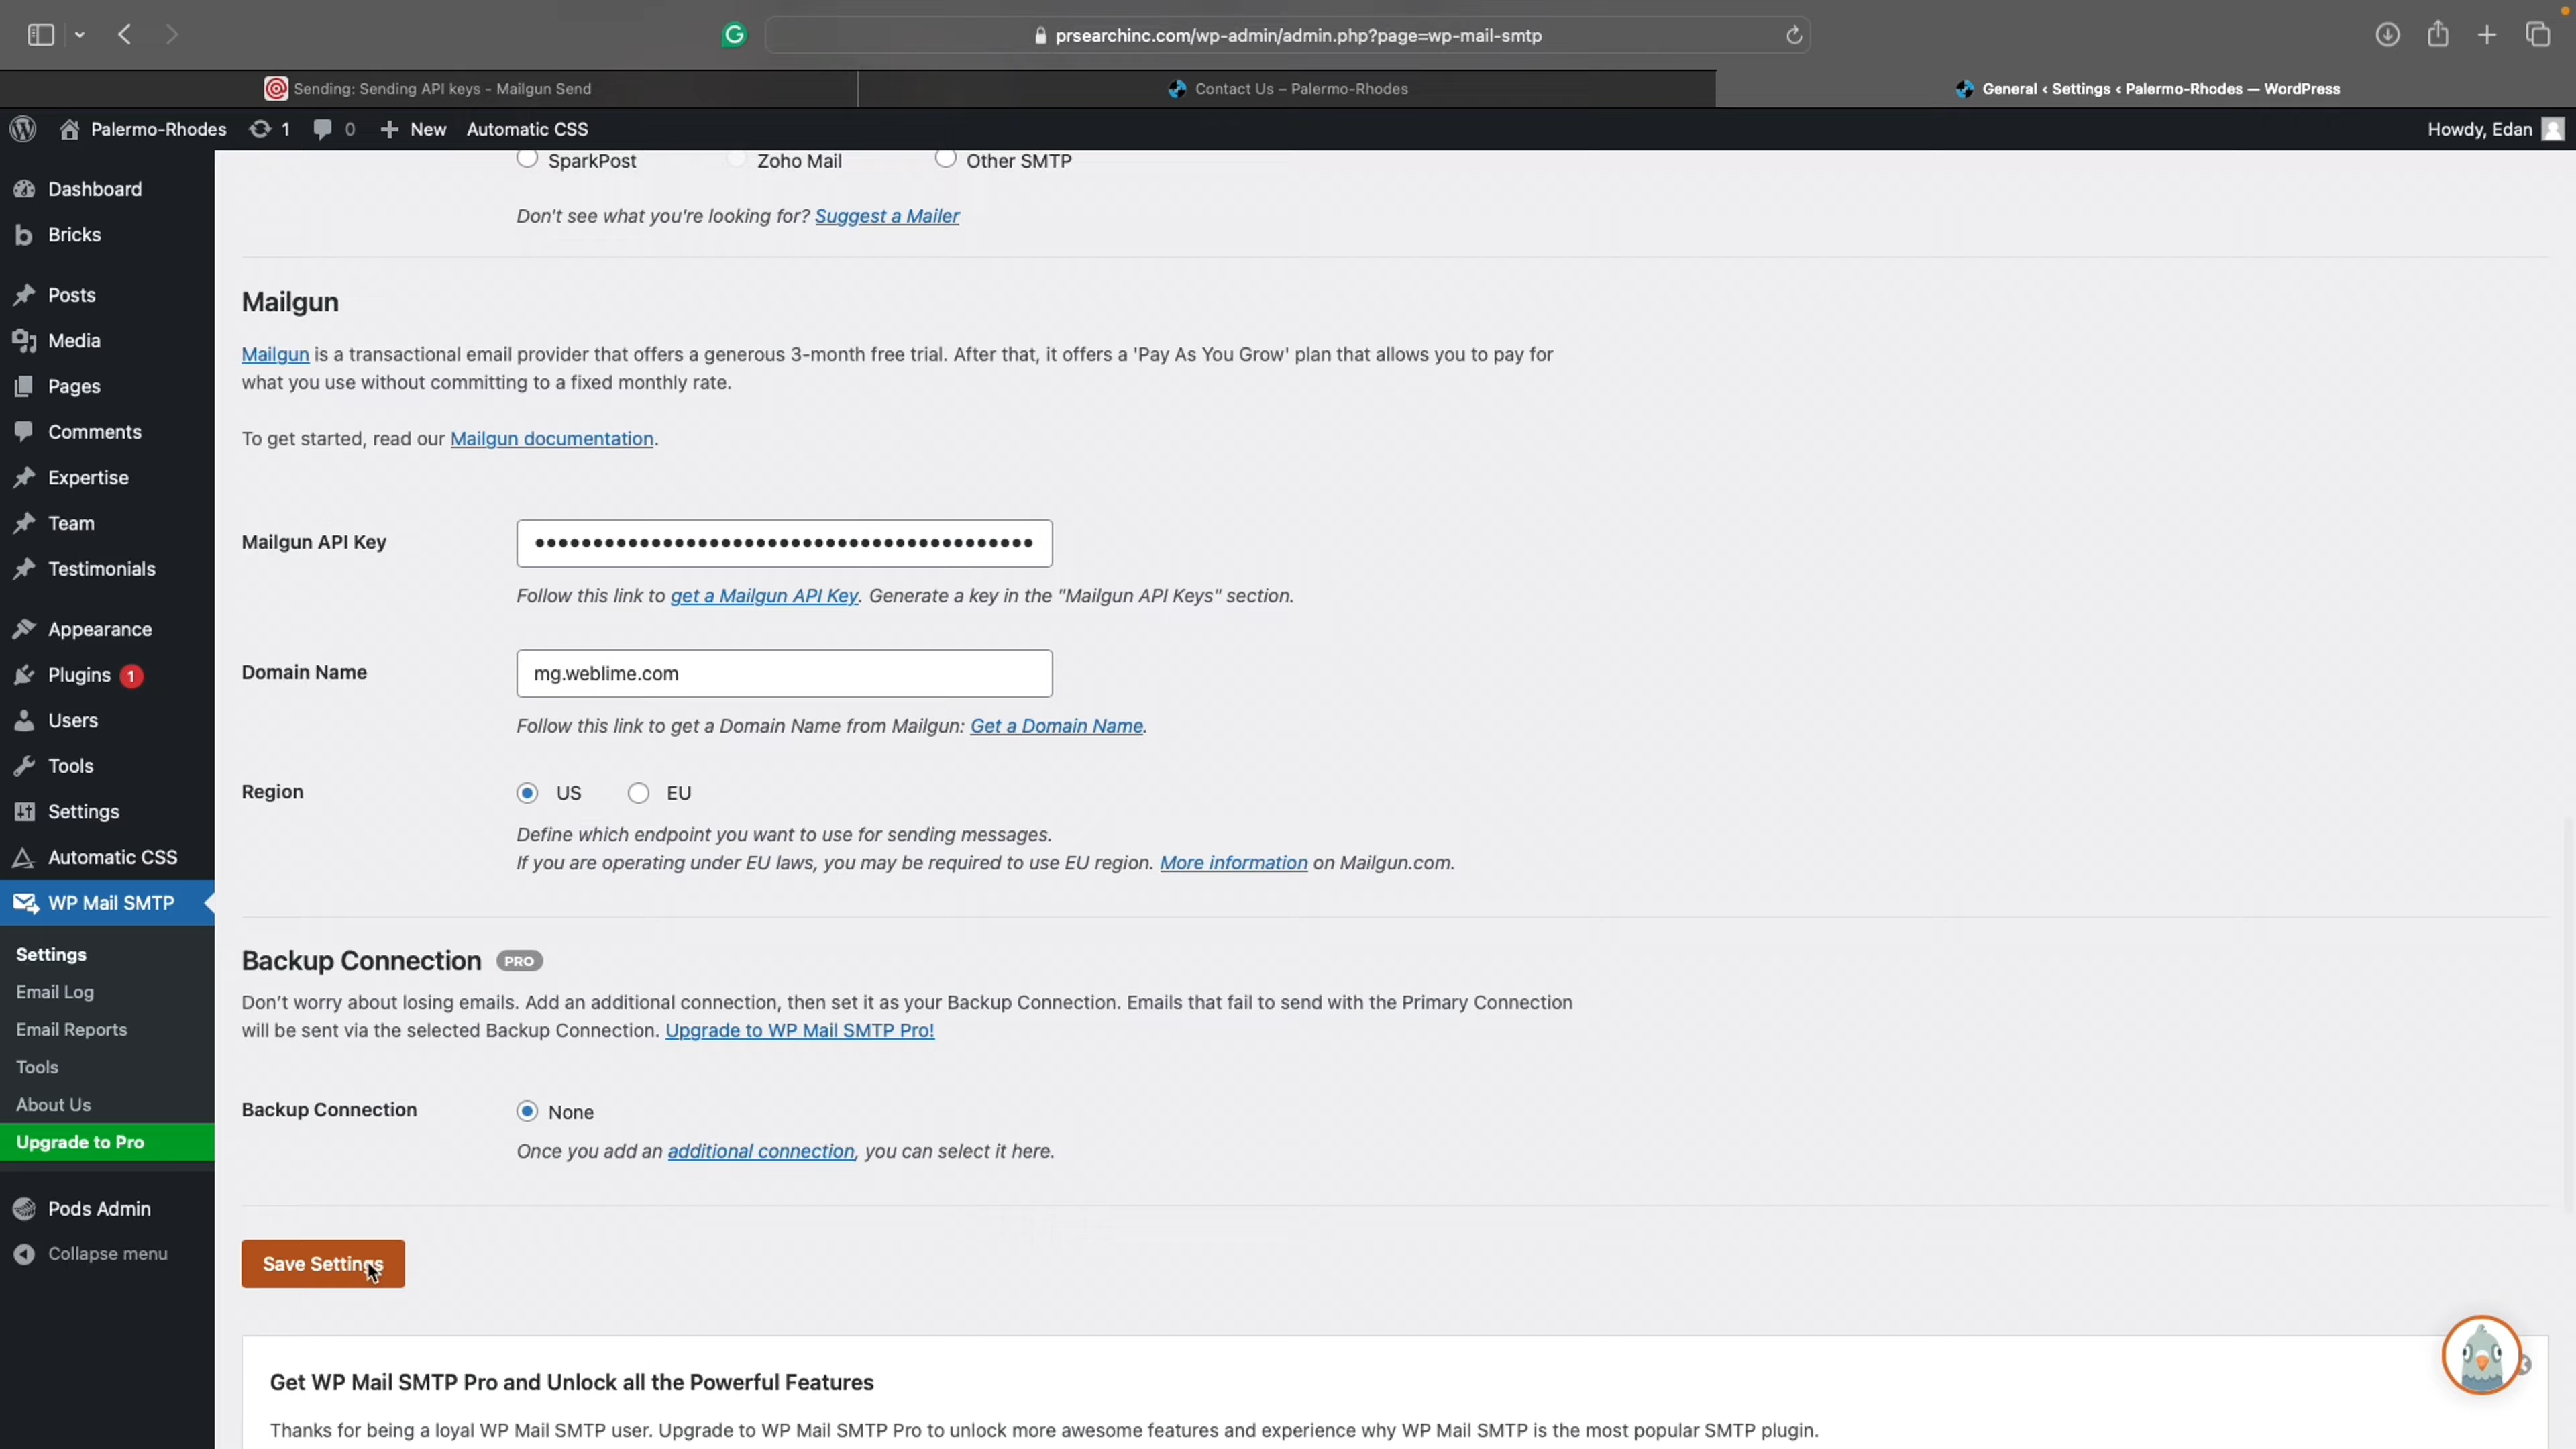 prsearchinc.com/wp-admin/admin.php?page=wp-mail-smtp
Sending: Sending API keys - Mailgun Send
Contact Us – Palermo-Rhodes
General ‹ Settings ‹ Palermo-Rhodes — WordPress
Palermo-Rhodes
1
0
New
Automatic CSS
Howdy, Edan
Dashboard
Bricks
Posts
Media
Pages
Comments
Expertise
Team
Testimonials
Appearance
Plugins 1
Users
Tools
Settings
Automatic CSS
WP Mail SMTP
Settings
Email Log
Email Reports
Tools
About Us
Upgrade to Pro
Pods Admin
Collapse menu
SparkPost
Zoho Mail
Other SMTP
Don't see what you're looking for? Suggest a Mailer
Mailgun
Mailgun is a transactional email provider that offers a generous 3-month free trial. After that, it offers a 'Pay As You Grow' plan that allows you to pay for
what you use without committing to a fixed monthly rate.
To get started, read our Mailgun documentation.
Mailgun API Key
Follow this link to get a Mailgun API Key. Generate a key in the "Mailgun API Keys" section.
Domain Name
mg.weblime.com
Follow this link to get a Domain Name from Mailgun: Get a Domain Name.
Region
US
EU
Define which endpoint you want to use for sending messages.
If you are operating under EU laws, you may be required to use EU region. More information on Mailgun.com.
Backup Connection PRO
Don't worry about losing emails. Add an additional connection, then set it as your Backup Connection. Emails that fail to send with the Primary Connection
will be sent via the selected Backup Connection. Upgrade to WP Mail SMTP Pro!
Backup Connection
None
Once you add an additional connection, you can select it here.
Save Settings
Get WP Mail SMTP Pro and Unlock all the Powerful Features
Thanks for being a loyal WP Mail SMTP user. Upgrade to WP Mail SMTP Pro to unlock more awesome features and experience why WP Mail SMTP is the most popular SMTP plugin.